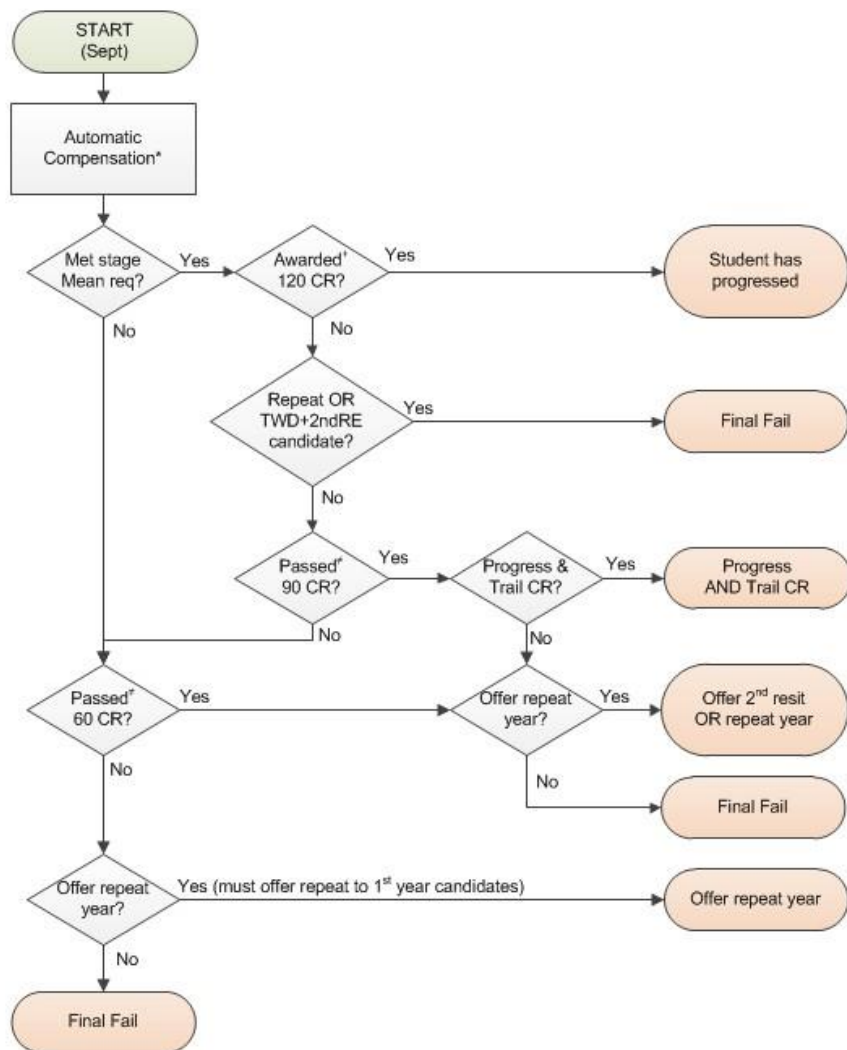 START
(Sept)
Automatic
Compensation*
Met stage
Mean req?
Yes
Awarded†
120 CR?
Yes
Student has
progressed
No
No
Repeat OR
TWD+2ndRE
candidate?
Yes
Final Fail
No
Passed≠
90 CR?
Yes
Progress &
Trail CR?
Yes
Progress
AND Trail CR
No
No
Passed≠
60 CR?
Yes
Offer repeat
year?
Yes
Offer 2nd resit
OR repeat year
No
No
Final Fail
Offer repeat
year?
Yes (must offer repeat to 1st year candidates)
Offer repeat year
No
Final Fail